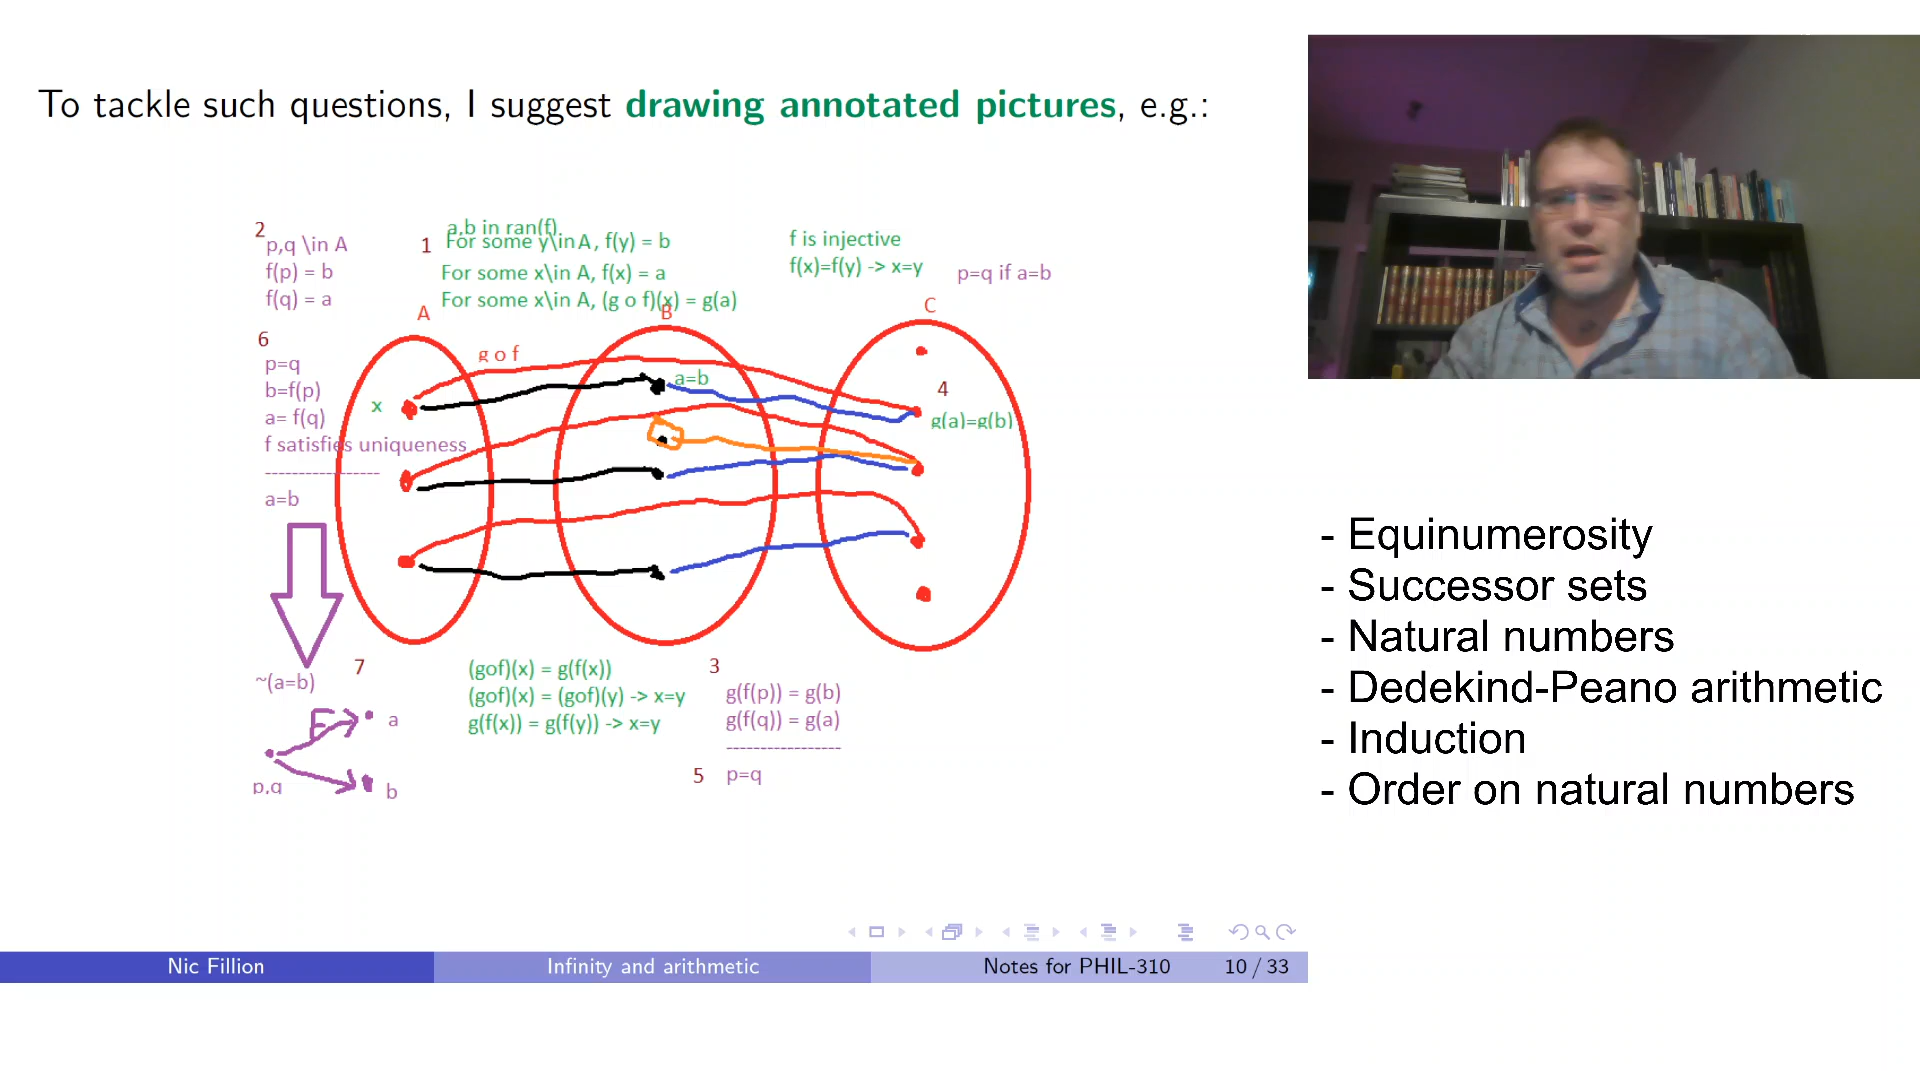 To tackle such questions, I suggest drawing annotated pictures, e.g.:
2
p,q \in A
f(p) = b
f(q) = a
1
a,b in ran(f)
For some y\in A, f(y) = b
For some x\in A, f(x) = a
For some x\in A, (g o f)(x) = g(a)
f is injective
f(x)=f(y) -> x=y
p=q if a=b
A
B
C
6
p=q
b=f(p)
a= f(q)
f satisfies uniqueness
-----------------
a=b
g o f
x
a=b
4
g(a)=g(b)
7
~(a=b)
F
a
p,q
b
(gof)(x) = g(f(x))
(gof)(x) = (gof)(y) -> x=y
g(f(x)) = g(f(y)) -> x=y
3
g(f(p)) = g(b)
g(f(q)) = g(a)
-----------------
5
p=q
- Equinumerosity
- Successor sets
- Natural numbers
- Dedekind-Peano arithmetic
- Induction
- Order on natural numbers
Nic Fillion
Infinity and arithmetic
Notes for PHIL-310
10 / 33